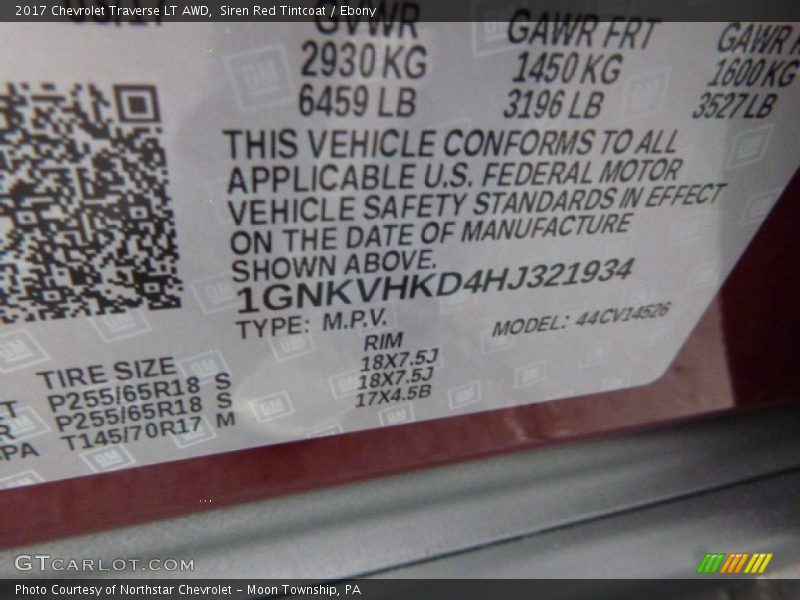 2017 Chevrolet Traverse LT AWD, Siren Red Tintcoat / Ebony
GVWR GAWR FRT GAWR
2930 KG 1450 KG 1600 KG
6459 LB 3196 LB 3527 LB
THIS VEHICLE CONFORMS TO ALL
APPLICABLE U.S. FEDERAL MOTOR
VEHICLE SAFETY STANDARDS IN EFFECT
ON THE DATE OF MANUFACTURE
SHOWN ABOVE.
1GNKVHKD4HJ321934
TYPE: M.P.V. MODEL: 44CV14526
TIRE SIZE RIM
P255/65R18 S 18X7.5J
P255/65R18 S 18X7.5J
T145/70R17 M 17X4.5B
GTCARLOT.COM
Photo Courtesy of Northstar Chevrolet - Moon Township, PA